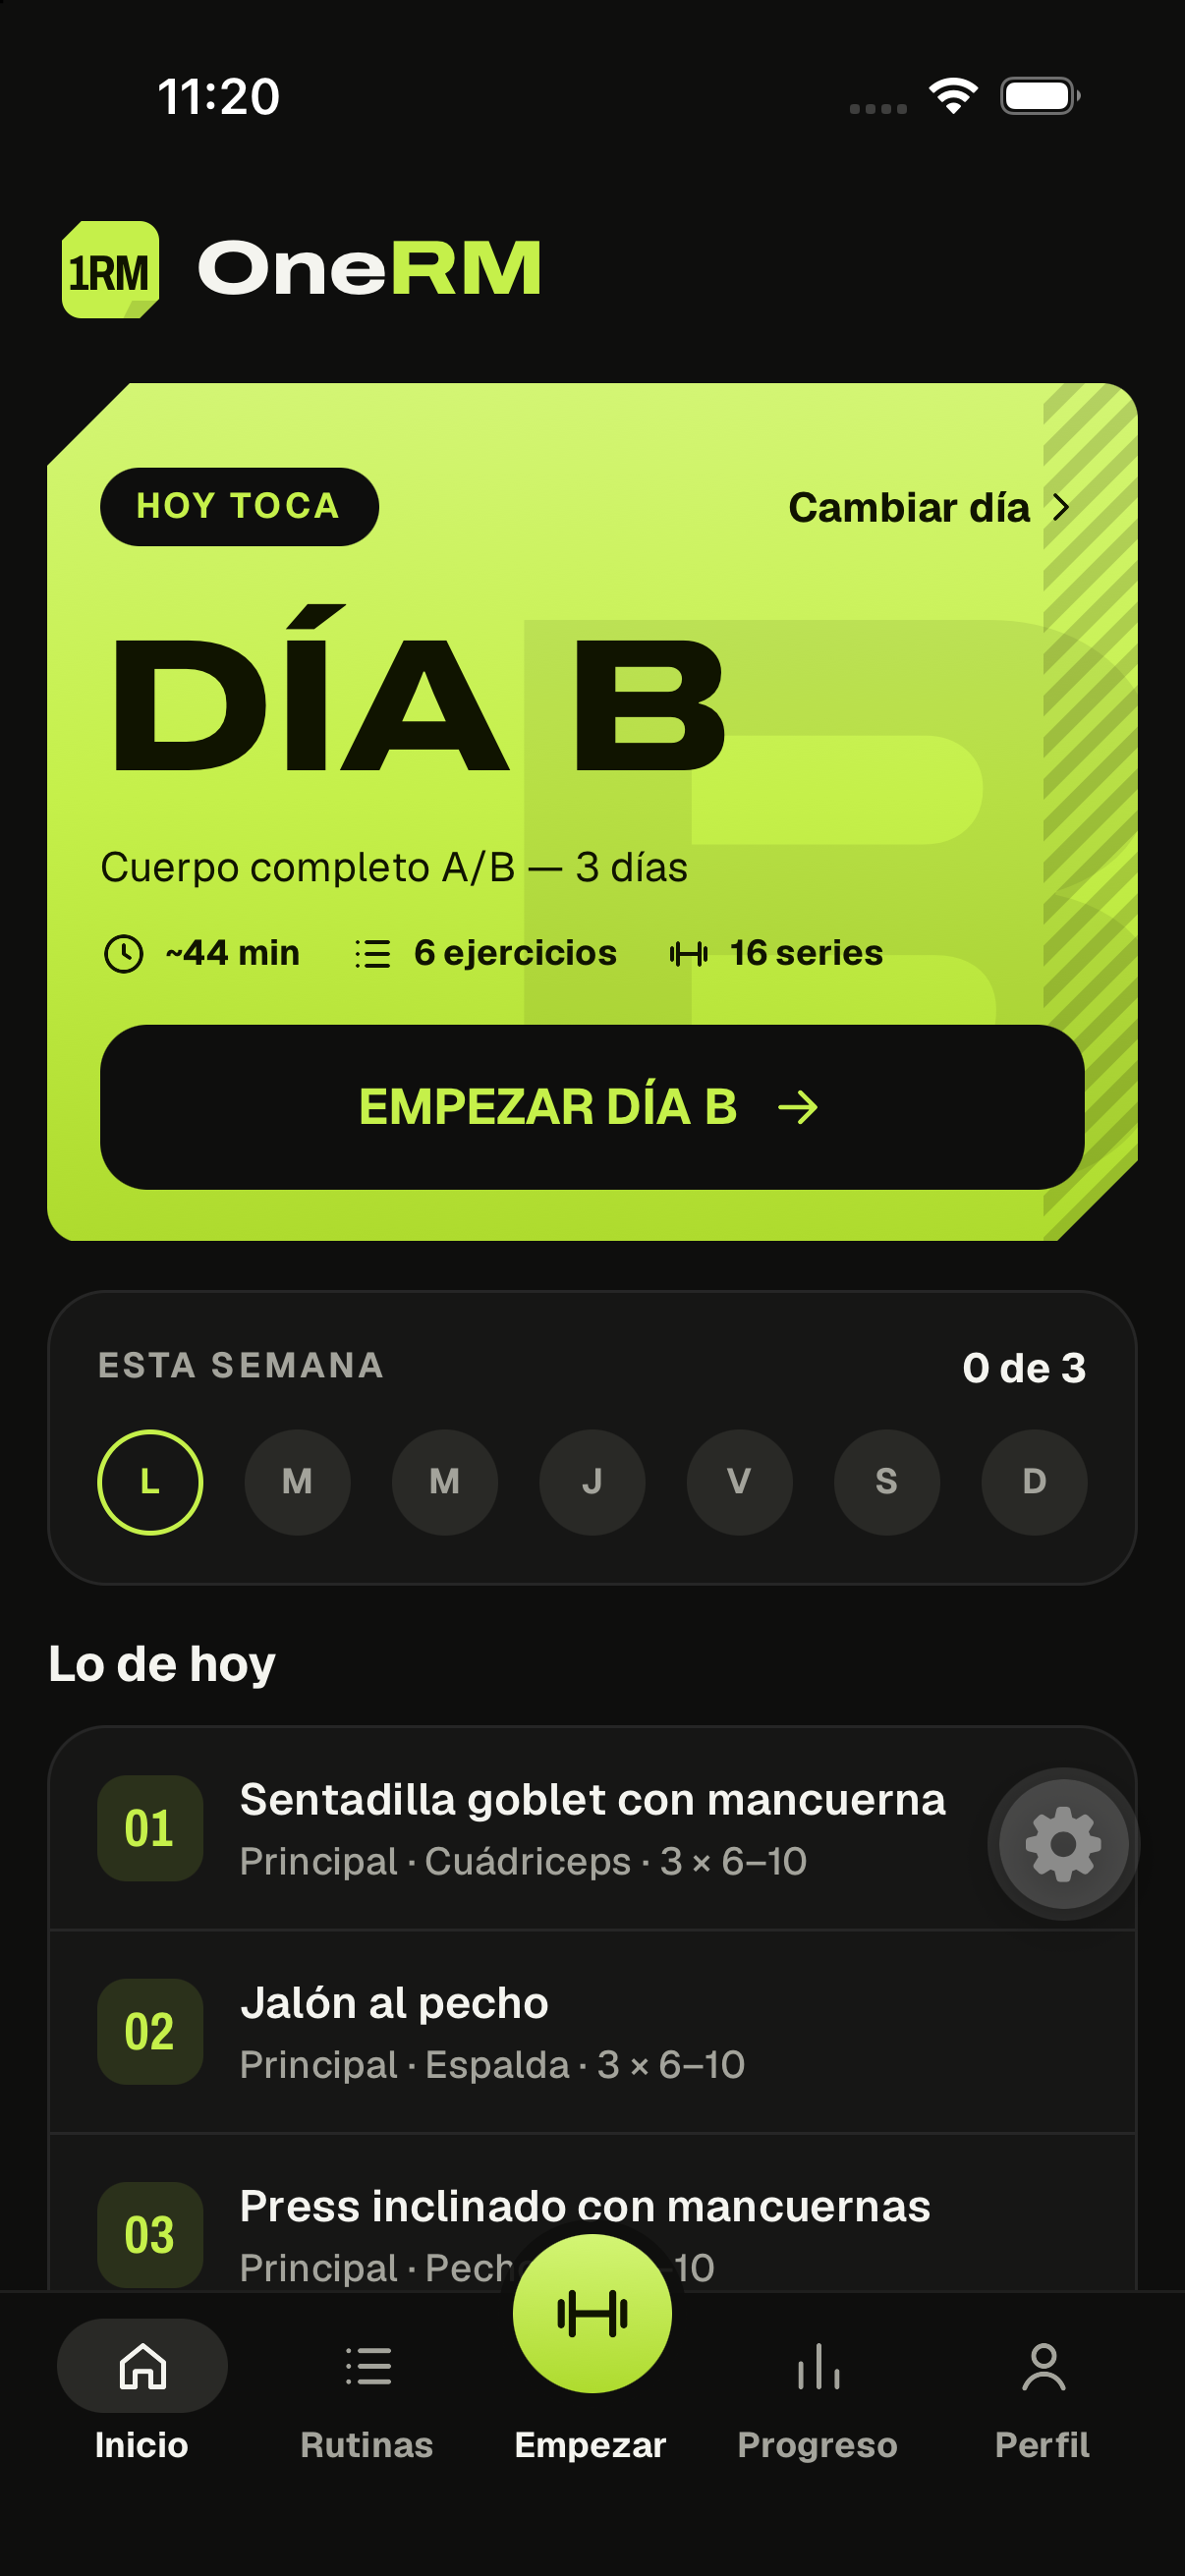 11:20
1RM OneRM
HOY TOCA
Cambiar día
DÍA B
Cuerpo completo A/B — 3 días
~44 min 6 ejercicios 16 series
EMPEZAR DÍA B
ESTA SEMANA 0 de 3
L M M J V S D
Lo de hoy
01 Sentadilla goblet con mancuerna
Principal · Cuádriceps · 3 × 6–10
02 Jalón al pecho
Principal · Espalda · 3 × 6–10
03 Press inclinado con mancuernas
Principal · –10
Inicio Rutinas Empezar Progreso Perfil